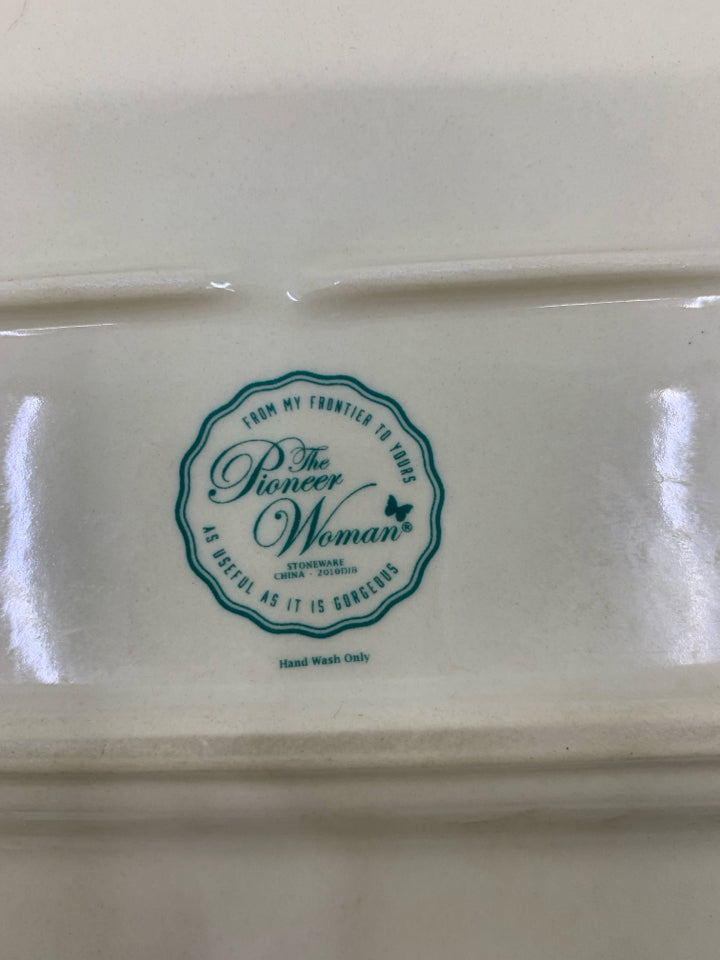 FROM MY FRONTIER TO YOURS
The
Pioneer
Woman®
STONEWARE
CHINA - 2010DIB
AS USEFUL AS IT IS GORGEOUS
Hand Wash Only